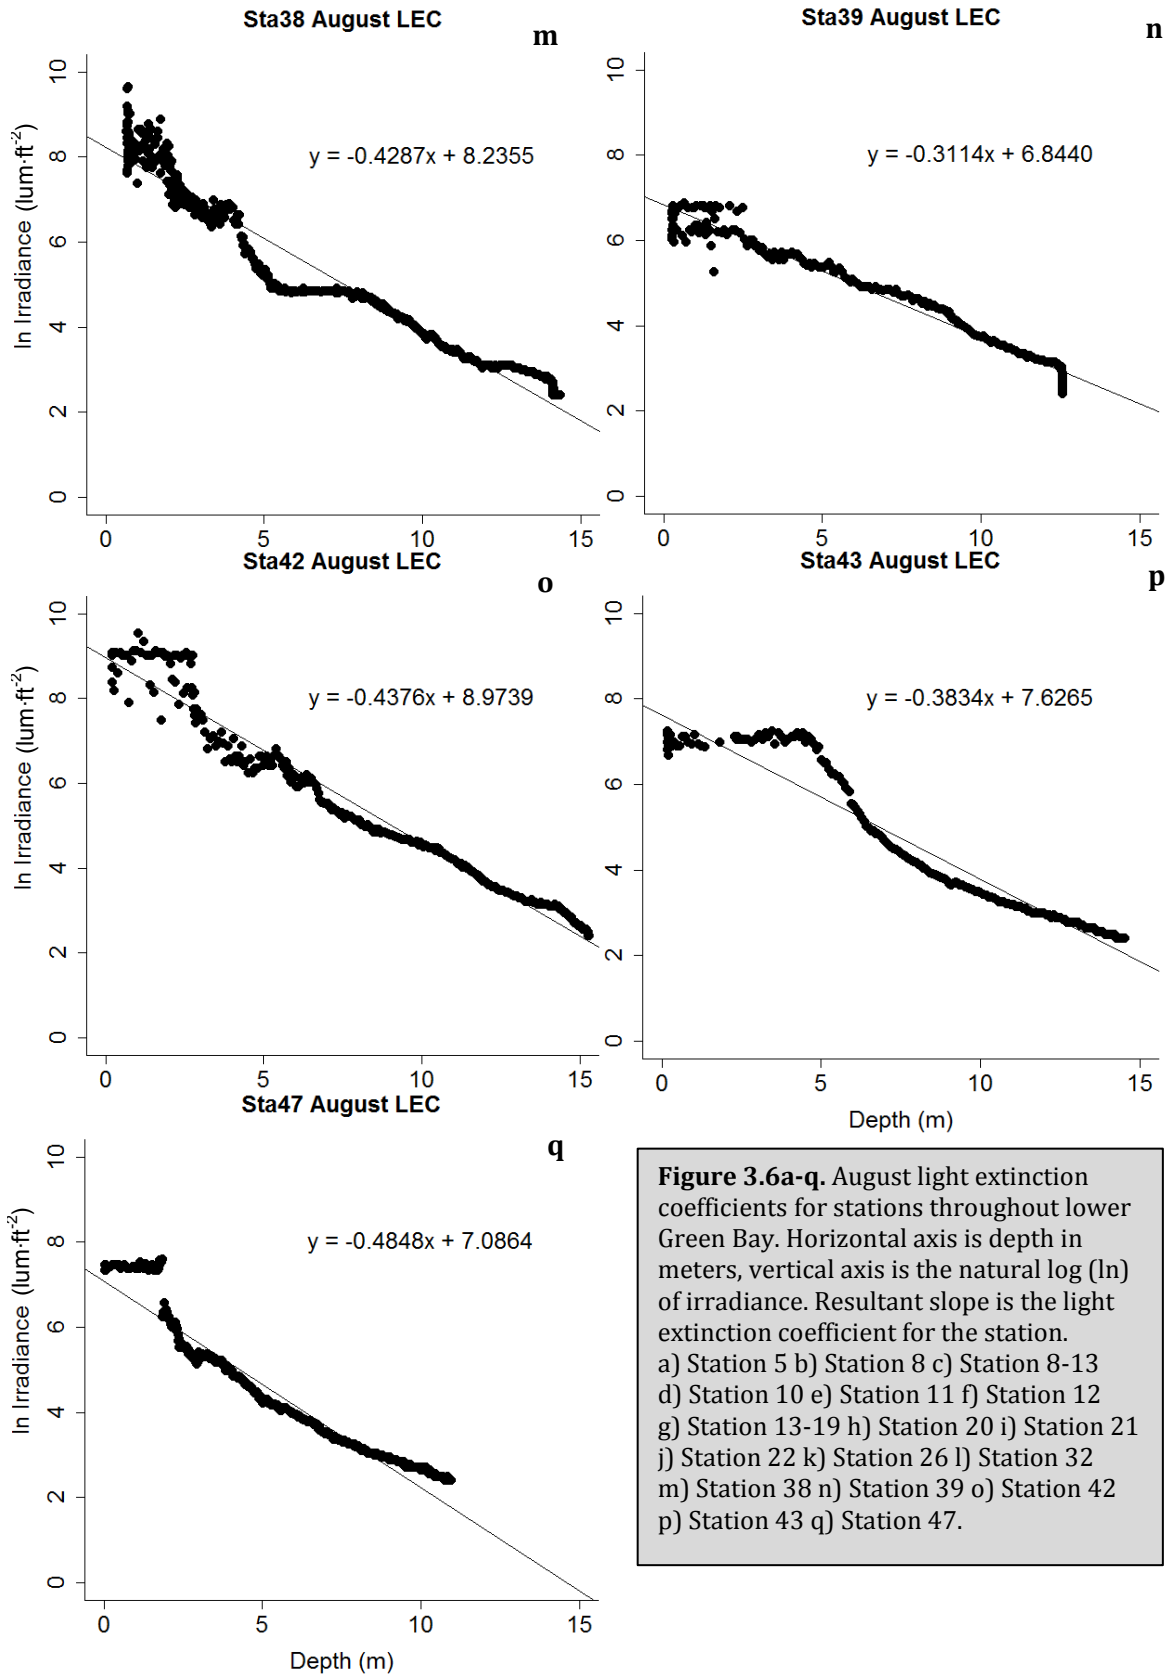 Sta38 August LEC
m
10
8
6
4
2
0
ln Irradiance (lum·ft⁻²)
y = -0.4287x + 8.2355
0 5 10 15
Sta39 August LEC
n
10
8
6
4
2
0
y = -0.3114x + 6.8440
0 5 10 15
Sta42 August LEC
o
10
8
6
4
2
0
ln Irradiance (lum·ft⁻²)
y = -0.4376x + 8.9739
0 5 10 15
Sta43 August LEC
p
10
8
6
4
2
0
y = -0.3834x + 7.6265
0 5 10 15
Depth (m)
Sta47 August LEC
q
10
8
6
4
2
0
ln Irradiance (lum·ft⁻²)
y = -0.4848x + 7.0864
0 5 10 15
Depth (m)
Figure 3.6a-q. August light extinction
coefficients for stations throughout lower
Green Bay. Horizontal axis is depth in
meters, vertical axis is the natural log (ln)
of irradiance. Resultant slope is the light
extinction coefficient for the station.
a) Station 5 b) Station 8 c) Station 8-13
d) Station 10 e) Station 11 f) Station 12
g) Station 13-19 h) Station 20 i) Station 21
j) Station 22 k) Station 26 l) Station 32
m) Station 38 n) Station 39 o) Station 42
p) Station 43 q) Station 47.